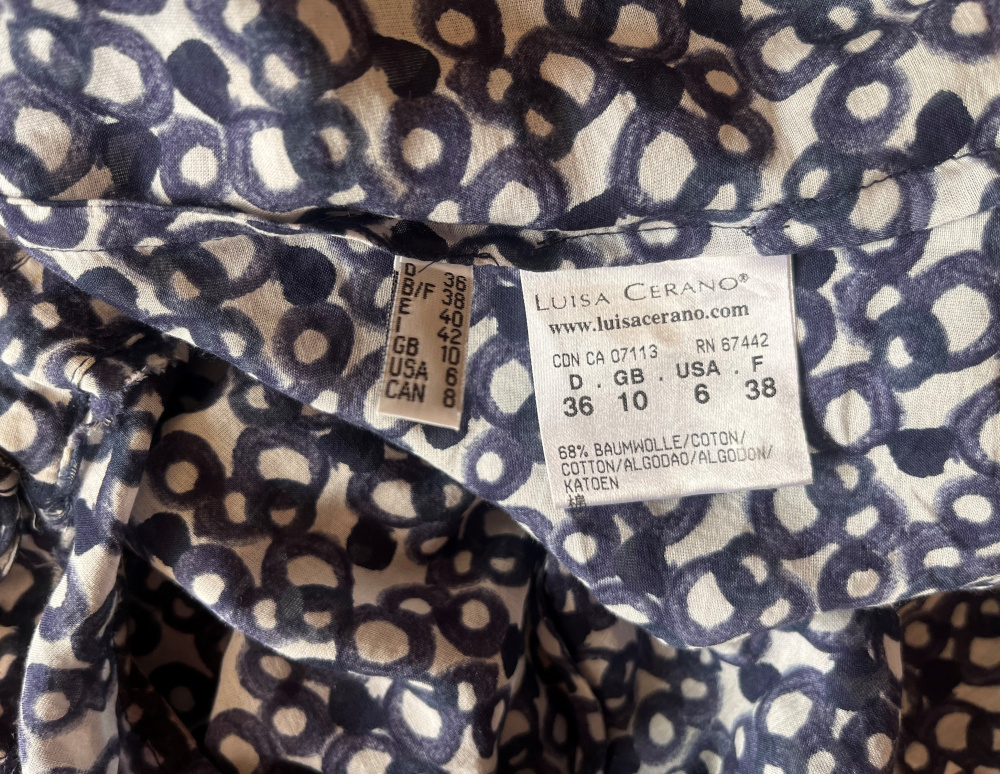 D 36
B/F 38
E 40
I 42
GB 10
USA 6
CAN 8
LUISA CERANO®
www.luisacerano.com
CDN CA 07113 RN 67442
D . GB . USA . F
36 10 6 38
68% BAUMWOLLE/COTON/
COTTON/ALGODAO/ALGODON/
KATOEN
棉